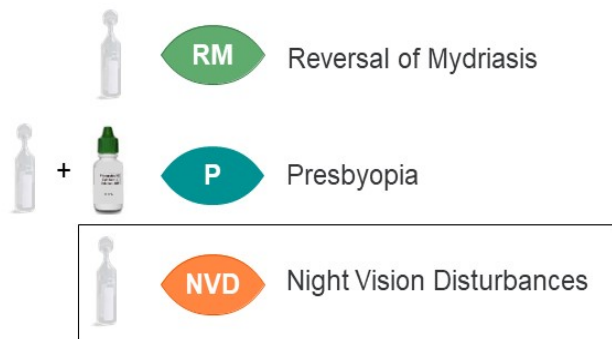 RM Reversal of Mydriasis
+ P Presbyopia
NVD Night Vision Disturbances